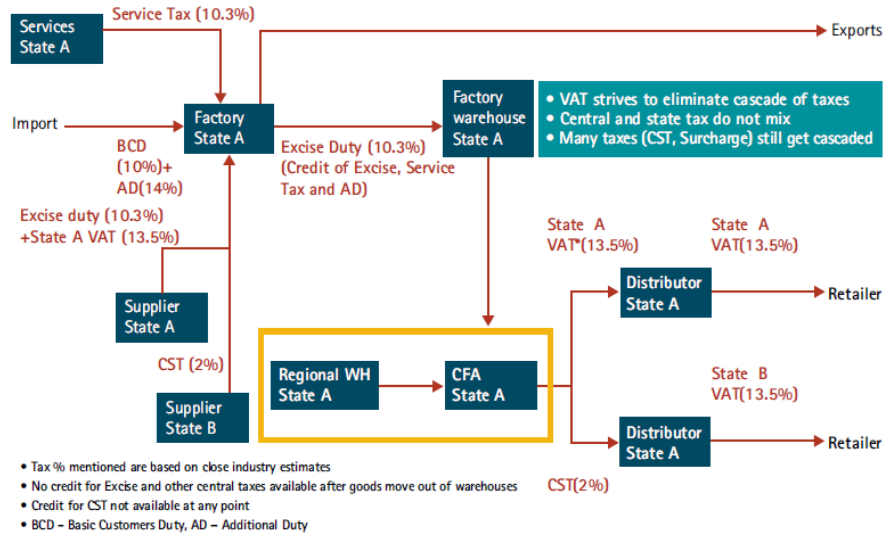 Service Tax (10.3%)
Services
State A
Exports
Import
Factory
State A
Factory
warehouse
State A
• VAT strives to eliminate cascade of taxes
• Central and state tax do not mix
• Many taxes (CST, Surcharge) still get cascaded
BCD
(10%)+
AD(14%)
Excise Duty (10.3%)
(Credit of Excise, Service
Tax and AD)
Excise duty (10.3%)
+State A VAT (13.5%)
State A
VAT*(13.5%)
State A
VAT(13.5%)
Distributor
State A
Retailer
Supplier
State A
CST (2%)
Regional WH
State A
CFA
State A
State B
VAT(13.5%)
Supplier
State B
Distributor
State A
Retailer
CST(2%)
• Tax % mentioned are based on close industry estimates
• No credit for Excise and other central taxes available after goods move out of warehouses
• Credit for CST not available at any point
• BCD – Basic Customers Duty, AD – Additional Duty